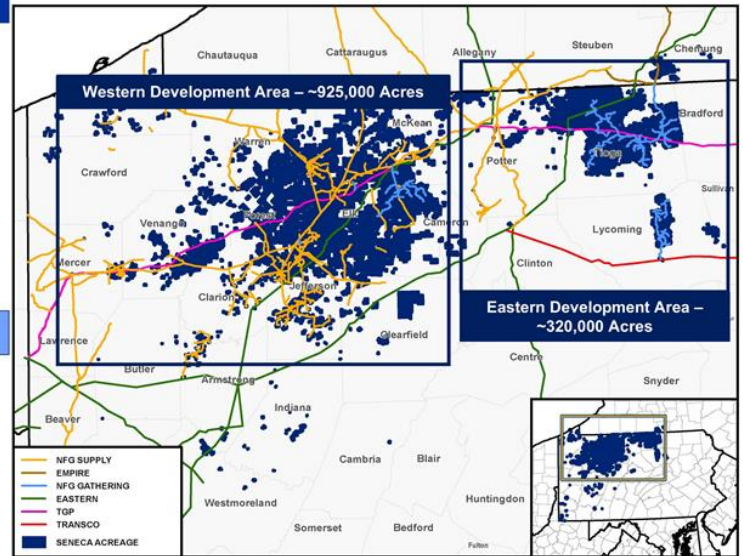 Chautauqua
Cattaraugus
Allegany
Steuben
Chemung
Western Development Area – ~925,000 Acres
McKean
Bradford
Warren
Tioga
Crawford
Potter
Sullivan
Forest
Elk
Venango
Cameron
Lycoming
Mercer
Clinton
Jefferson
Clarion
Eastern Development Area –
~320,000 Acres
Clearfield
Lawrence
Centre
Butler
Armstrong
Snyder
Beaver
Indiana
Cambria
Blair
Huntingdon
Westmoreland
Somerset
Bedford
Fulton
NFG SUPPLY
EMPIRE
NFG GATHERING
EASTERN
TGP
TRANSCO
SENECA ACREAGE